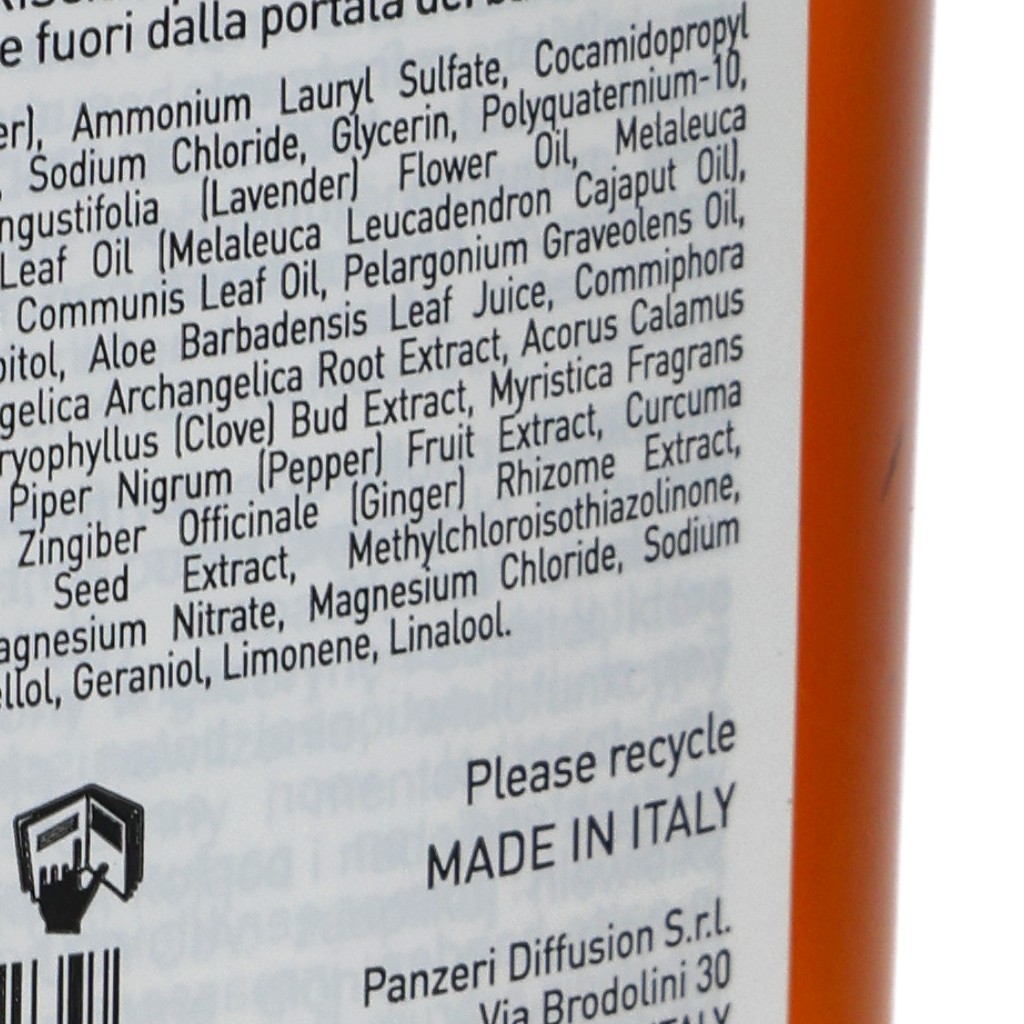 e fuori dalla portata dei
er), Ammonium Lauryl Sulfate, Cocamidopropyl
, Sodium Chloride, Glycerin, Polyquaternium-10,
ngustifolia (Lavender) Flower Oil, Melaleuca
Leaf Oil (Melaleuca Leucadendron Cajaput Oil),
Communis Leaf Oil, Pelargonium Graveolens Oil,
bitol, Aloe Barbadensis Leaf Juice, Commiphora
gelica Archangelica Root Extract, Acorus Calamus
ryophyllus (Clove) Bud Extract, Myristica Fragrans
Piper Nigrum (Pepper) Fruit Extract, Curcuma
Zingiber Officinale (Ginger) Rhizome Extract,
Seed Extract, Methylchloroisothiazolinone,
agnesium Nitrate, Magnesium Chloride, Sodium
ellol, Geraniol, Limonene, Linalool.
Please recycle
MADE IN ITALY
Panzeri Diffusion S.r.l.
Via Brodolini 30
ITALY